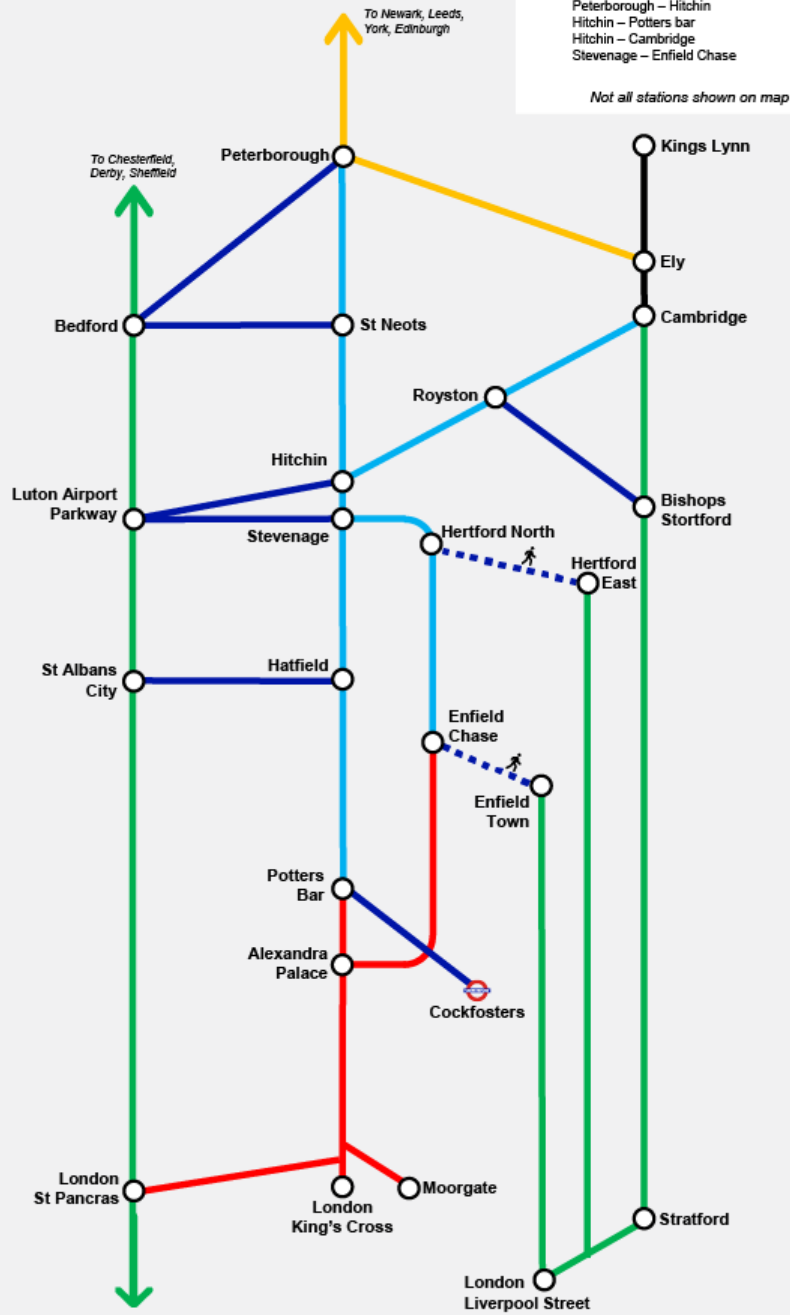 To Newark, Leeds,
York, Edinburgh
Peterborough – Hitchin
Hitchin – Potters bar
Hitchin – Cambridge
Stevenage – Enfield Chase
Not all stations shown on map
To Chesterfield,
Derby, Sheffield
Peterborough
Kings Lynn
Ely
Bedford
St Neots
Cambridge
Royston
Hitchin
Luton Airport
Parkway
Bishops
Stortford
Stevenage
Hertford North
Hertford
East
St Albans
City
Hatfield
Enfield
Chase
Enfield
Town
Potters
Bar
Alexandra
Palace
Cockfosters
London
St Pancras
London
King's Cross
Moorgate
Stratford
London
Liverpool Street